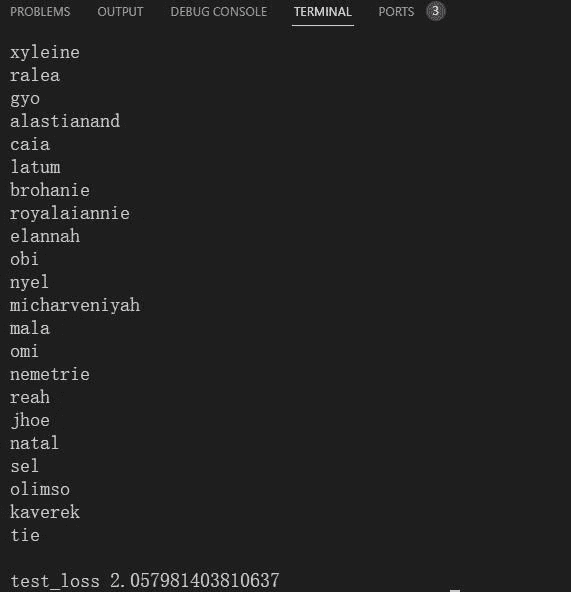 PROBLEMS OUTPUT DEBUG CONSOLE TERMINAL PORTS 3
xyleine
ralea
gyo
alastianand
caia
latum
brohanie
royalaiannie
elannah
obi
nyel
micharveniyah
mala
omi
nemetrie
reah
jhoe
natal
sel
olimso
kaverek
tie
test_loss 2.057981403810637